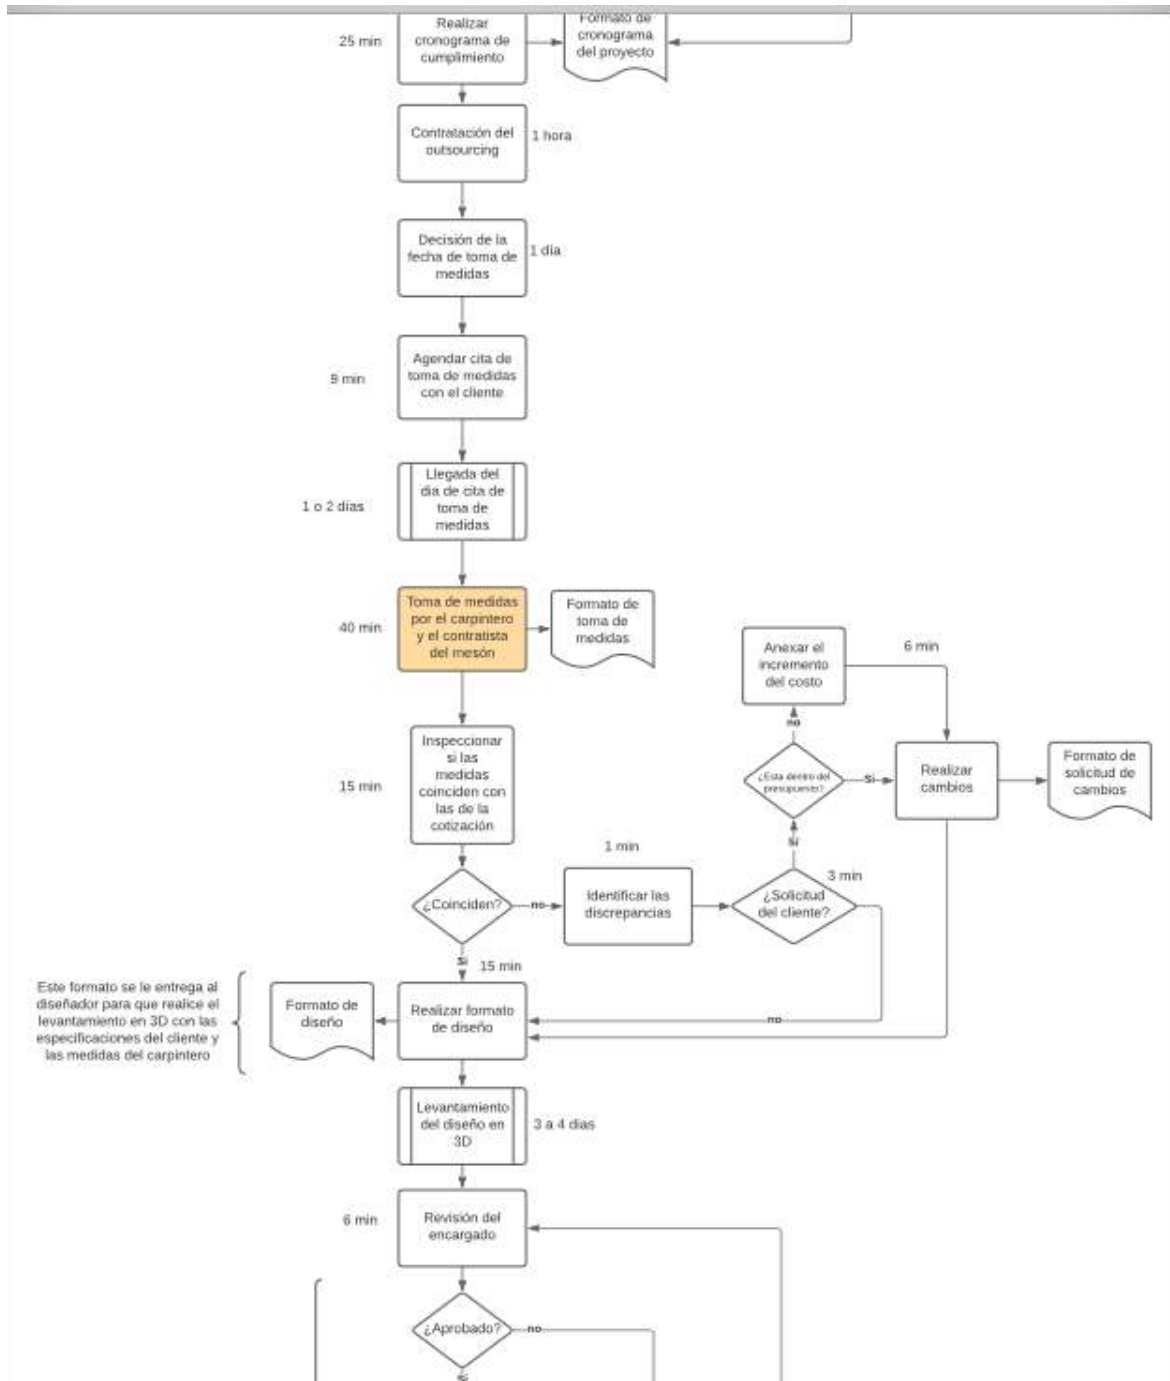 Realizar
cronograma de
cumplimiento
25 min
Formato de
cronograma
del proyecto
Contratación del
outsourcing
1 hora
Decisión de la
fecha de toma de
medidas
1 día
Agendar cita de
toma de medidas
con el cliente
9 min
Llegada del
día de cita de
toma de
medidas
1 o 2 días
Toma de medidas
por el carpintero
y el contratista
del mesón
40 min
Formato de
toma de
medidas
Inspeccionar
si las
medidas
coinciden con
las de la
cotización
15 min
¿Coinciden?
no
Identificar las
discrepancias
1 min
¿Solicitud
del cliente?
3 min
Sí
¿Esta dentro del
presupuesto?
no
Anexar el
incremento
del costo
6 min
Si
Realizar
cambios
Formato de
solicitud de
cambios
no
Si
15 min
Realizar formato
de diseño
Formato de
diseño
Este formato se le entrega al
diseñador para que realice el
levantamiento en 3D con las
especificaciones del cliente y
las medidas del carpintero
Levantamiento
del diseño en
3D
3 a 4 dias
Revisión del
encargado
6 min
¿Aprobado?
no